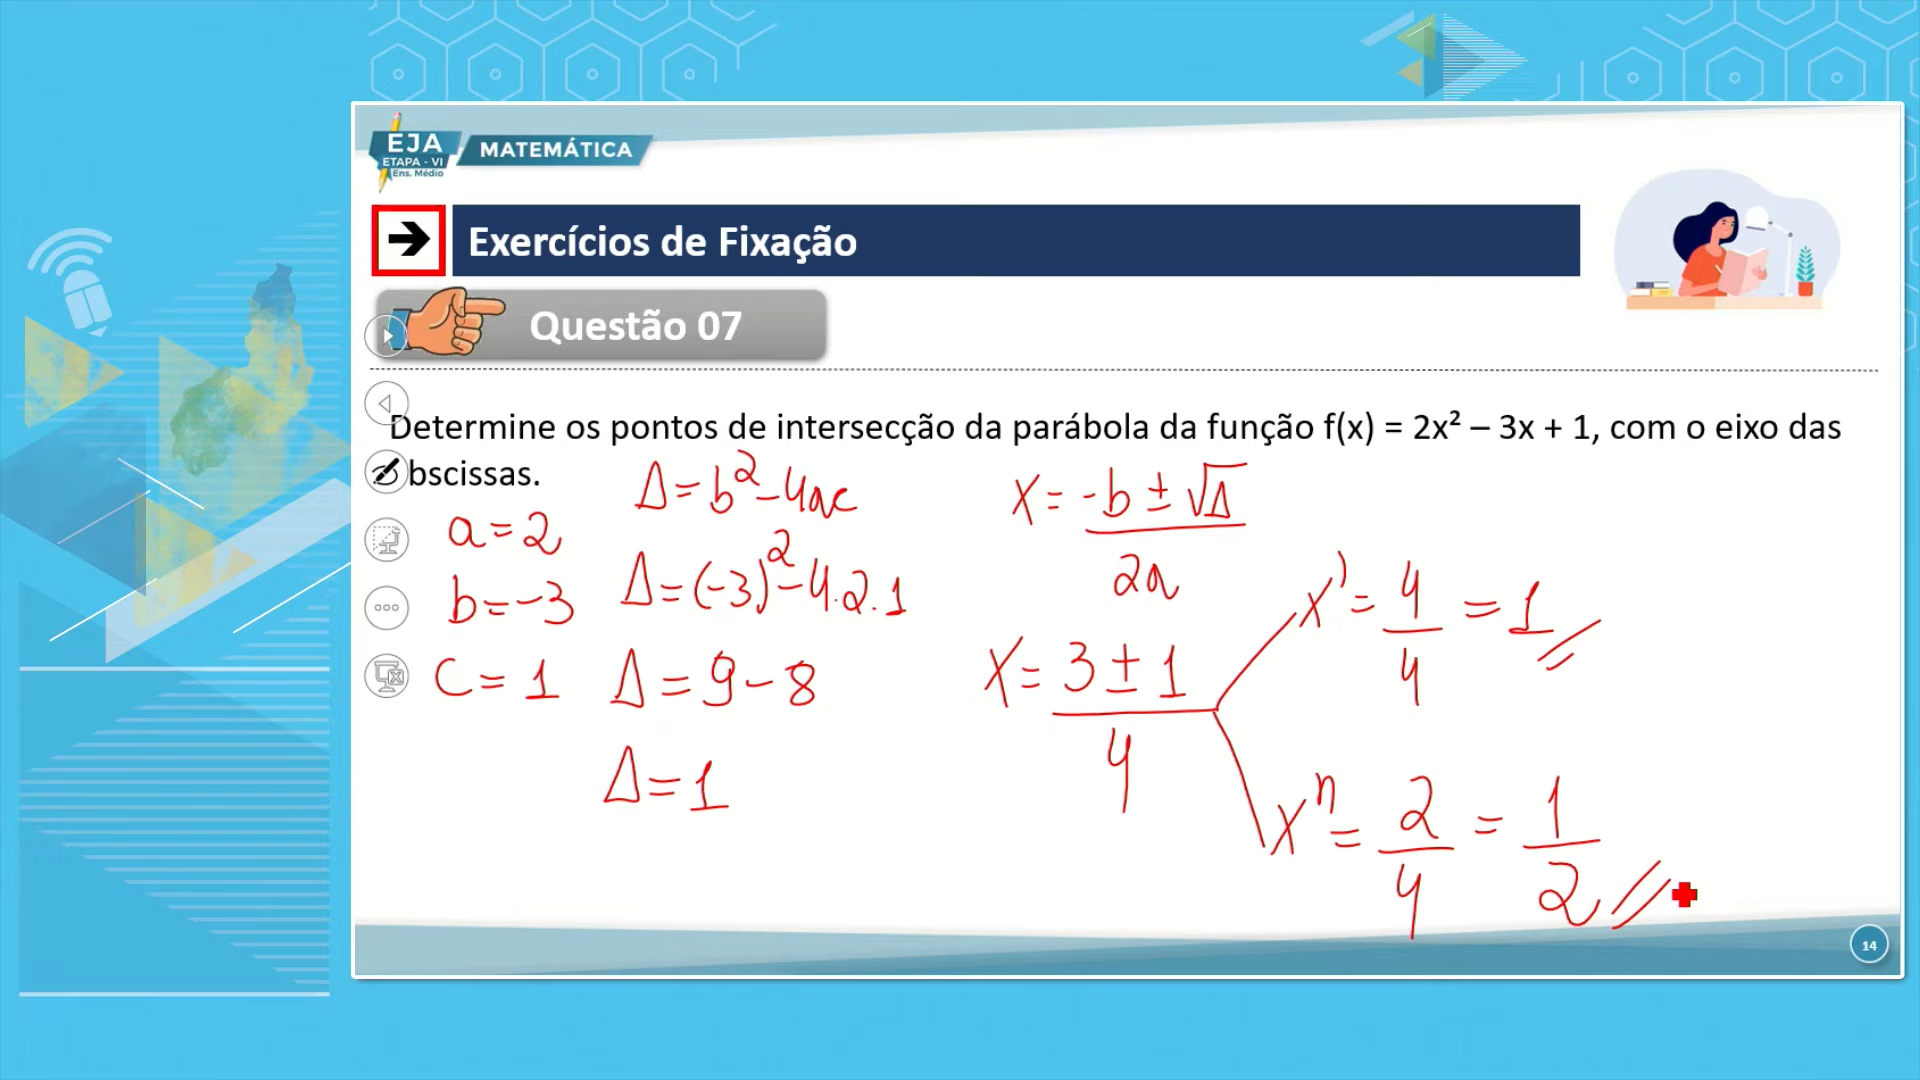 EJA
ETAPA - VI
Ens. Médio
MATEMÁTICA
Exercícios de Fixação
Questão 07
Determine os pontos de intersecção da parábola da função f(x) = 2x² – 3x + 1, com o eixo das
bscissas.
a = 2
b = -3
c = 1
Δ = b² - 4ac
Δ = (-3)² - 4.2.1
Δ = 9 - 8
Δ = 1
x = -b ± √Δ
2a
x = 3 ± 1
4
x' = 4/4 = 1
x" = 2/4 = 1/2
14